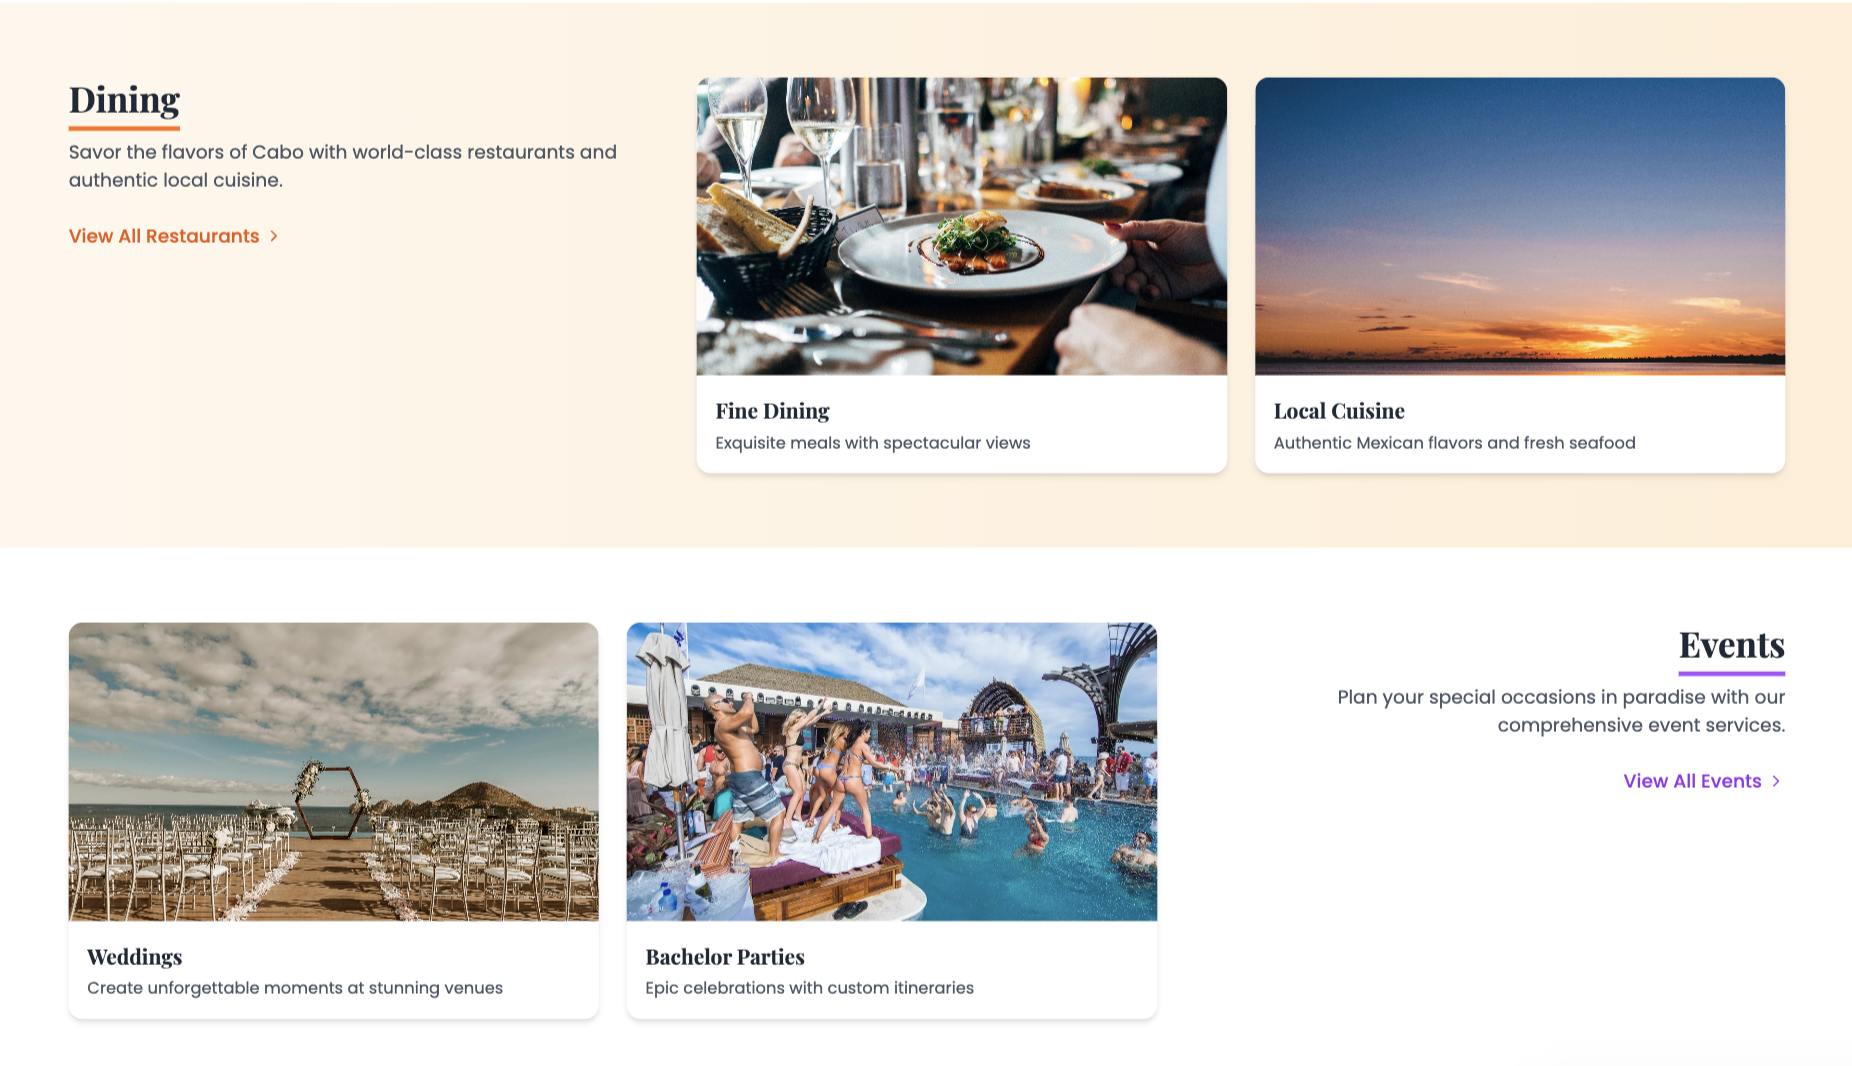 Dining
Savor the flavors of Cabo with world-class restaurants and
authentic local cuisine.
View All Restaurants
Fine Dining
Exquisite meals with spectacular views
Local Cuisine
Authentic Mexican flavors and fresh seafood
Weddings
Create unforgettable moments at stunning venues
Bachelor Parties
Epic celebrations with custom itineraries
Events
Plan your special occasions in paradise with our
comprehensive event services.
View All Events